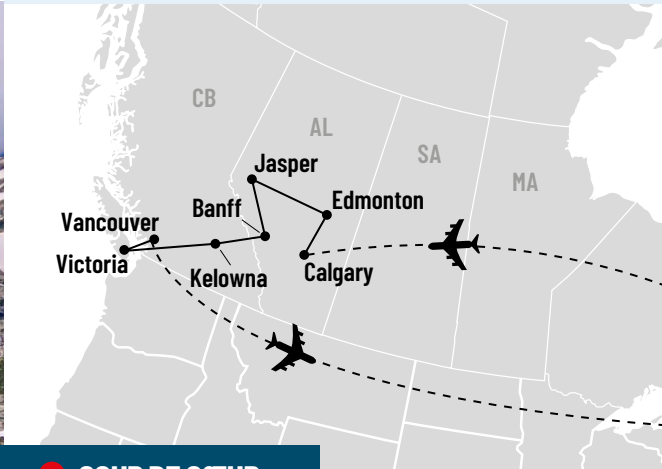 CB
AL
SA
MA
Jasper
Banff
Edmonton
Vancouver
Victoria
Kelowna
Calgary
COUP DE CŒUR